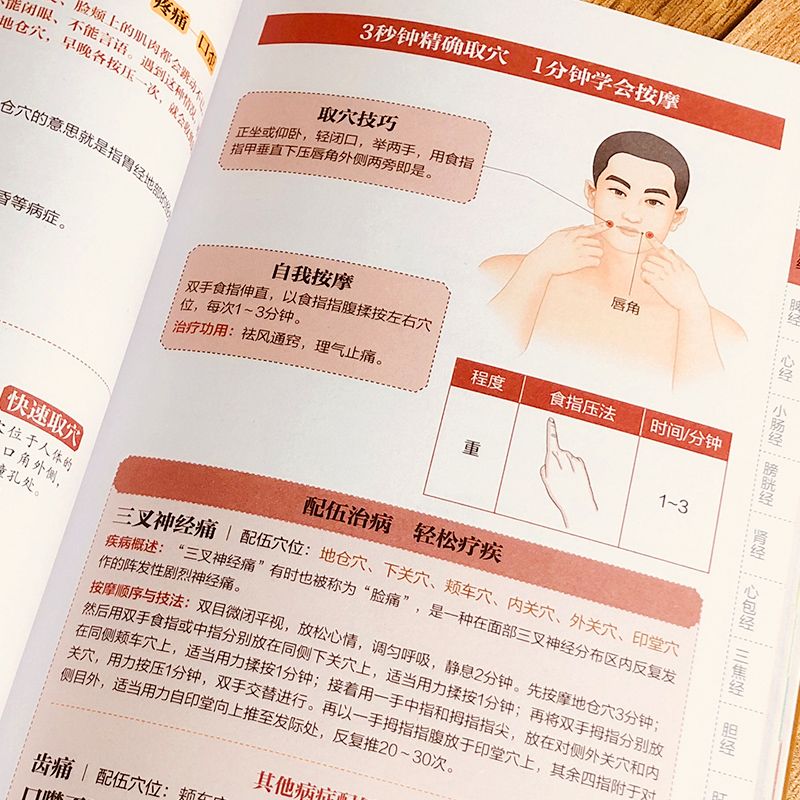 疼痛
、脸颊上的肌肉都会跳动
能闭眼、不能言语。遇到这种情况
地仓穴，早晚各按压一次，就会
仓穴的意思就是指胃经地部的
昏等病症。
快速取穴
位于人体的
口角外侧，
瞳孔处。
3秒钟精确取穴 1分钟学会按摩
取穴技巧
正坐或仰卧，轻闭口，举两手，用食指
指甲垂直下压唇角外侧两旁即是。
唇角
自我按摩
双手食指伸直，以食指指腹揉按左右穴
位，每次1~3分钟。
治疗功用：祛风通窍，理气止痛。
程度 食指压法 时间/分钟
重 1~3
配伍治病 轻松疗疾
三叉神经痛 | 配伍穴位：地仓穴、下关穴、颊车穴、内关穴、外关穴、印堂穴
疾病概述：“三叉神经痛”有时也被称为“脸痛”，是一种在面部三叉神经分布区内反复发
作的阵发性剧烈神经痛。
按摩顺序与技法：双目微闭平视，放松心情，调匀呼吸，静息2分钟。先按摩地仓穴3分钟；
然后用双手食指或中指分别放在同侧下关穴上，适当用力揉按1分钟；再将双手拇指分别放
在同侧颊车穴上，适当用力揉按1分钟；接着用一手中指和拇指指尖，放在对侧外关穴和内
关穴，用力按压1分钟，双手交替进行。再以一手拇指指腹放于印堂穴上，其余四指附于对
侧目外，适当用力自印堂向上推至发际处，反复推20~30次。
其他病症配
齿痛 | 配伍穴位：颊车穴
口噤
脾经
心经
小肠经
膀胱经
肾经
心包经
三焦经
胆经